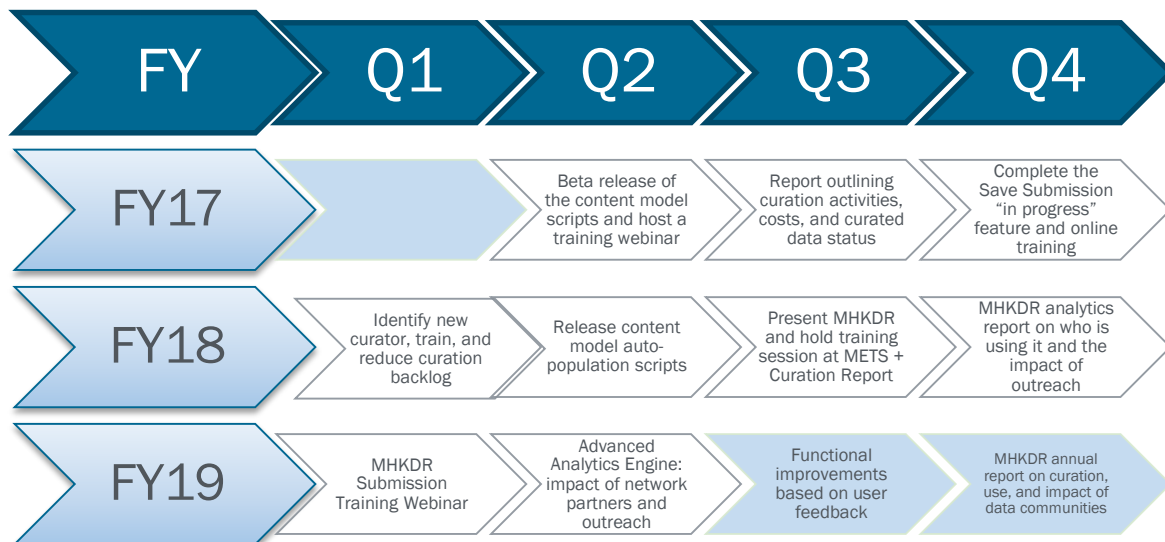 FY
Q1
Q2
Q3
Q4
FY17
Beta release of
the content model
scripts and host a
training webinar
Report outlining
curation activities,
costs, and curated
data status
Complete the
Save Submission
“in progress”
feature and online
training
FY18
Identify new
curator, train, and
reduce curation
backlog
Release content
model auto-
population scripts
Present MHKDR
and hold training
session at METS +
Curation Report
MHKDR analytics
report on who is
using it and the
impact of
outreach
FY19
MHKDR
Submission
Training Webinar
Advanced
Analytics Engine:
impact of network
partners and
outreach
Functional
improvements
based on user
feedback
MHKDR annual
report on curation,
use, and impact of
data communities